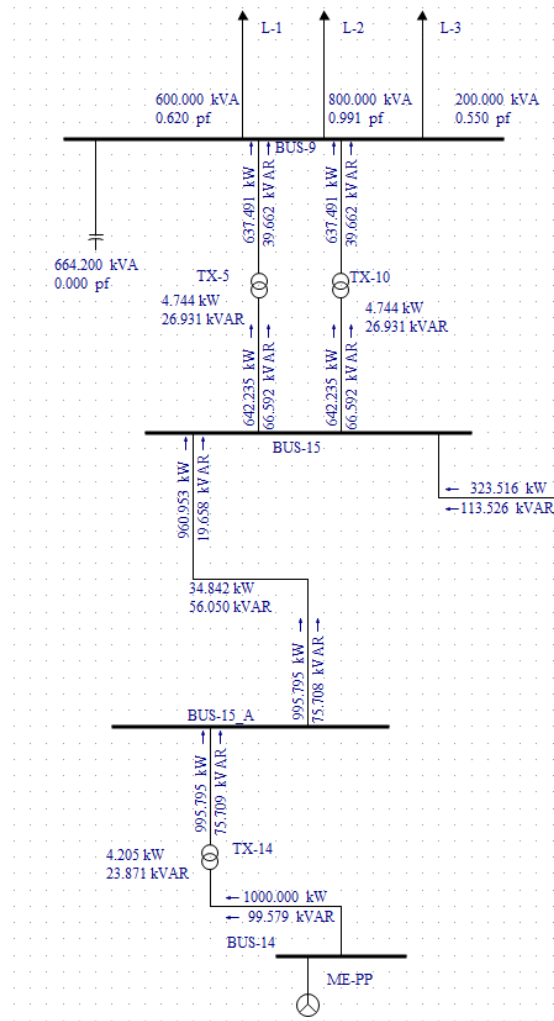 L-1
L-2
L-3
600.000 kVA
0.620 pf
800.000 kVA
0.991 pf
200.000 kVA
0.550 pf
BUS-9
637.491 kW
39.662 kVAR
637.491 kW
39.662 kVAR
664.200 kVA
0.000 pf
TX-5
4.744 kW
26.931 kVAR
TX-10
4.744 kW
26.931 kVAR
642.235 kW
66.592 kVAR
642.235 kW
66.592 kVAR
BUS-15
960.953 kW
19.658 kVAR
323.516 kW
113.526 kVAR
34.842 kW
56.050 kVAR
995.795 kW
75.708 kVAR
BUS-15_A
995.795 kW
75.709 kVAR
TX-14
4.205 kW
23.871 kVAR
1000.000 kW
99.579 kVAR
BUS-14
ME-PP